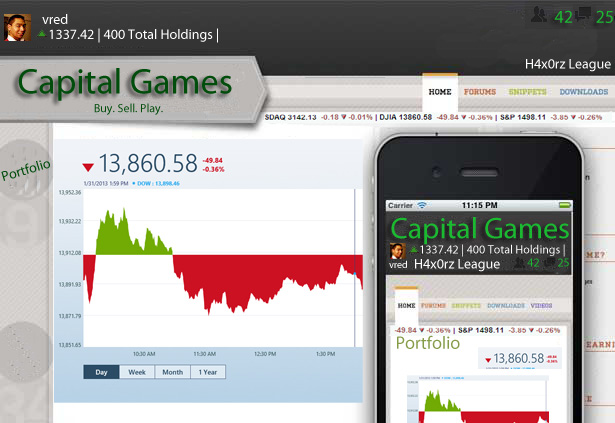 vred
1337.42 | 400 Total Holdings |
42 25
H4x0rz League
Capital Games
Buy. Sell. Play.
HOME FORUMS SNIPPETS DOWNLOADS
SDAQ 3142.13 -0.18 ▼ -0.01% | DJIA 13860.58 -49.84 ▼ -0.36% | S&P 1498.11 -3.85 ▼ -0.26%
Portfolio
13,860.58 -49.84
-0.36%
1/31/2013 1:59 PM • DOW : 13,898.46
13,952.36
13,932.22
13,912.08
13,891.93
13,871.79
13,851.65
10:30 AM 11:30 AM 12:30 PM 1:30 PM
Day Week Month 1 Year
Carrier 11:15 PM
Capital Games
1337.42 | 400 Total Holdings |
vred H4x0rz League 42 25
HOME FORUMS SNIPPETS DOWNLOADS VIDEOS
-49.84 ▼ -0.36% | S&P 1498.11 -3.85 ▼ -0.26%
Portfolio
13,860.58
ME?
EARNI